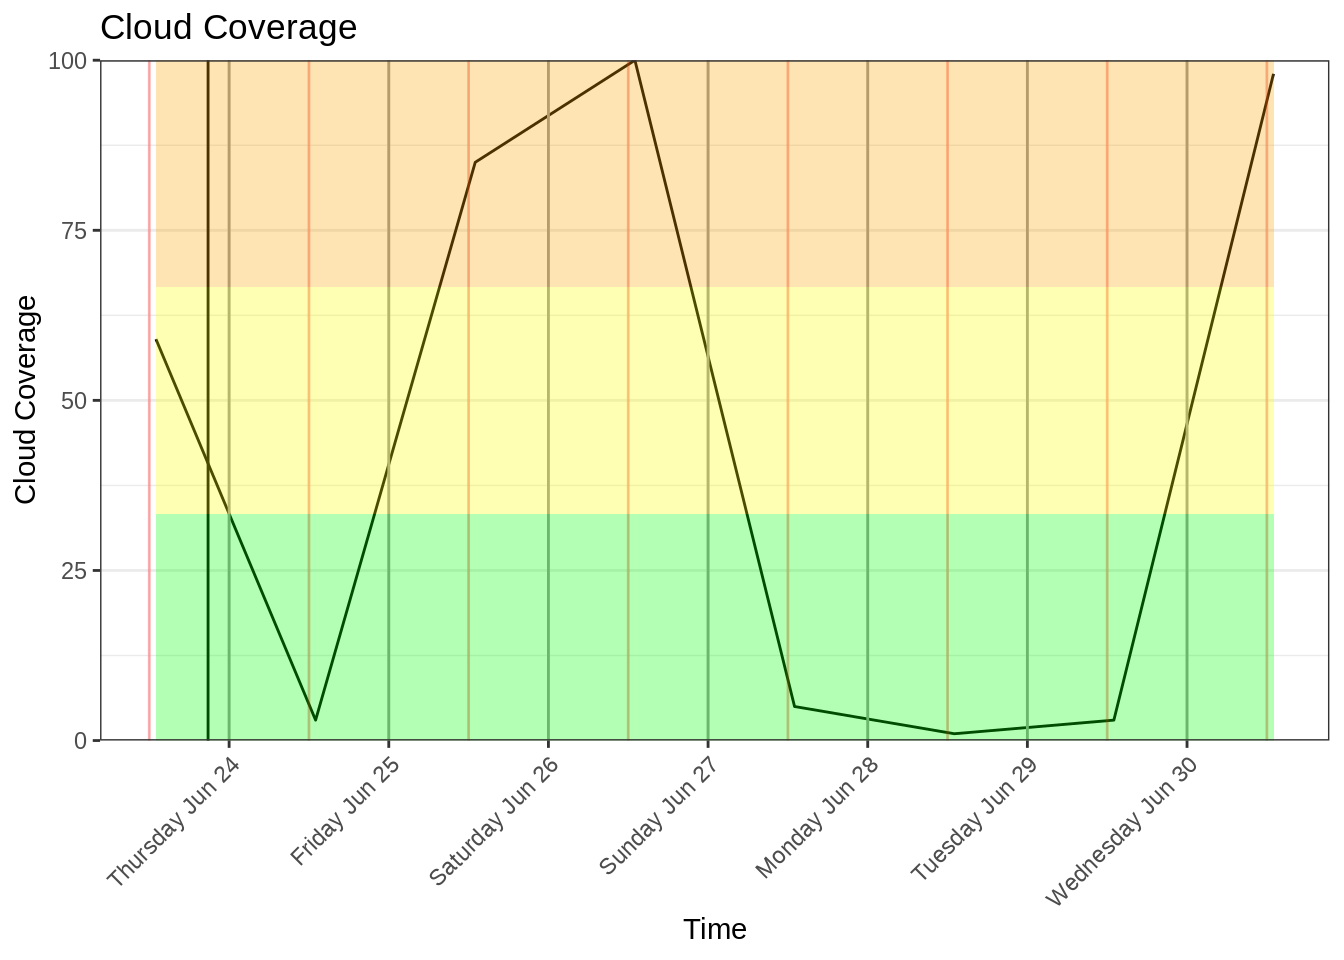 Cloud Coverage
100
75
50
25
0
Cloud Coverage
Thursday Jun 24
Friday Jun 25
Saturday Jun 26
Sunday Jun 27
Monday Jun 28
Tuesday Jun 29
Wednesday Jun 30
Time